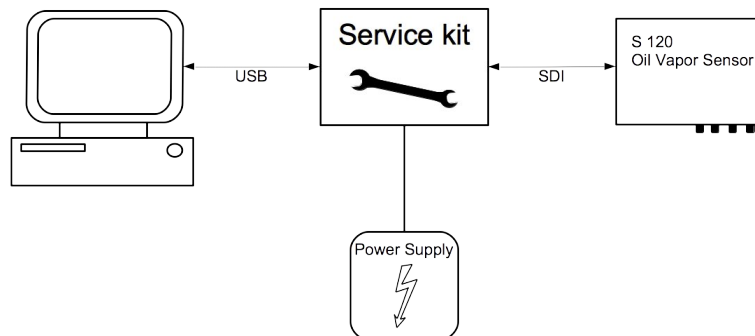 Service kit
USB
SDI
S 120
Oil Vapor Sensor
Power Supply